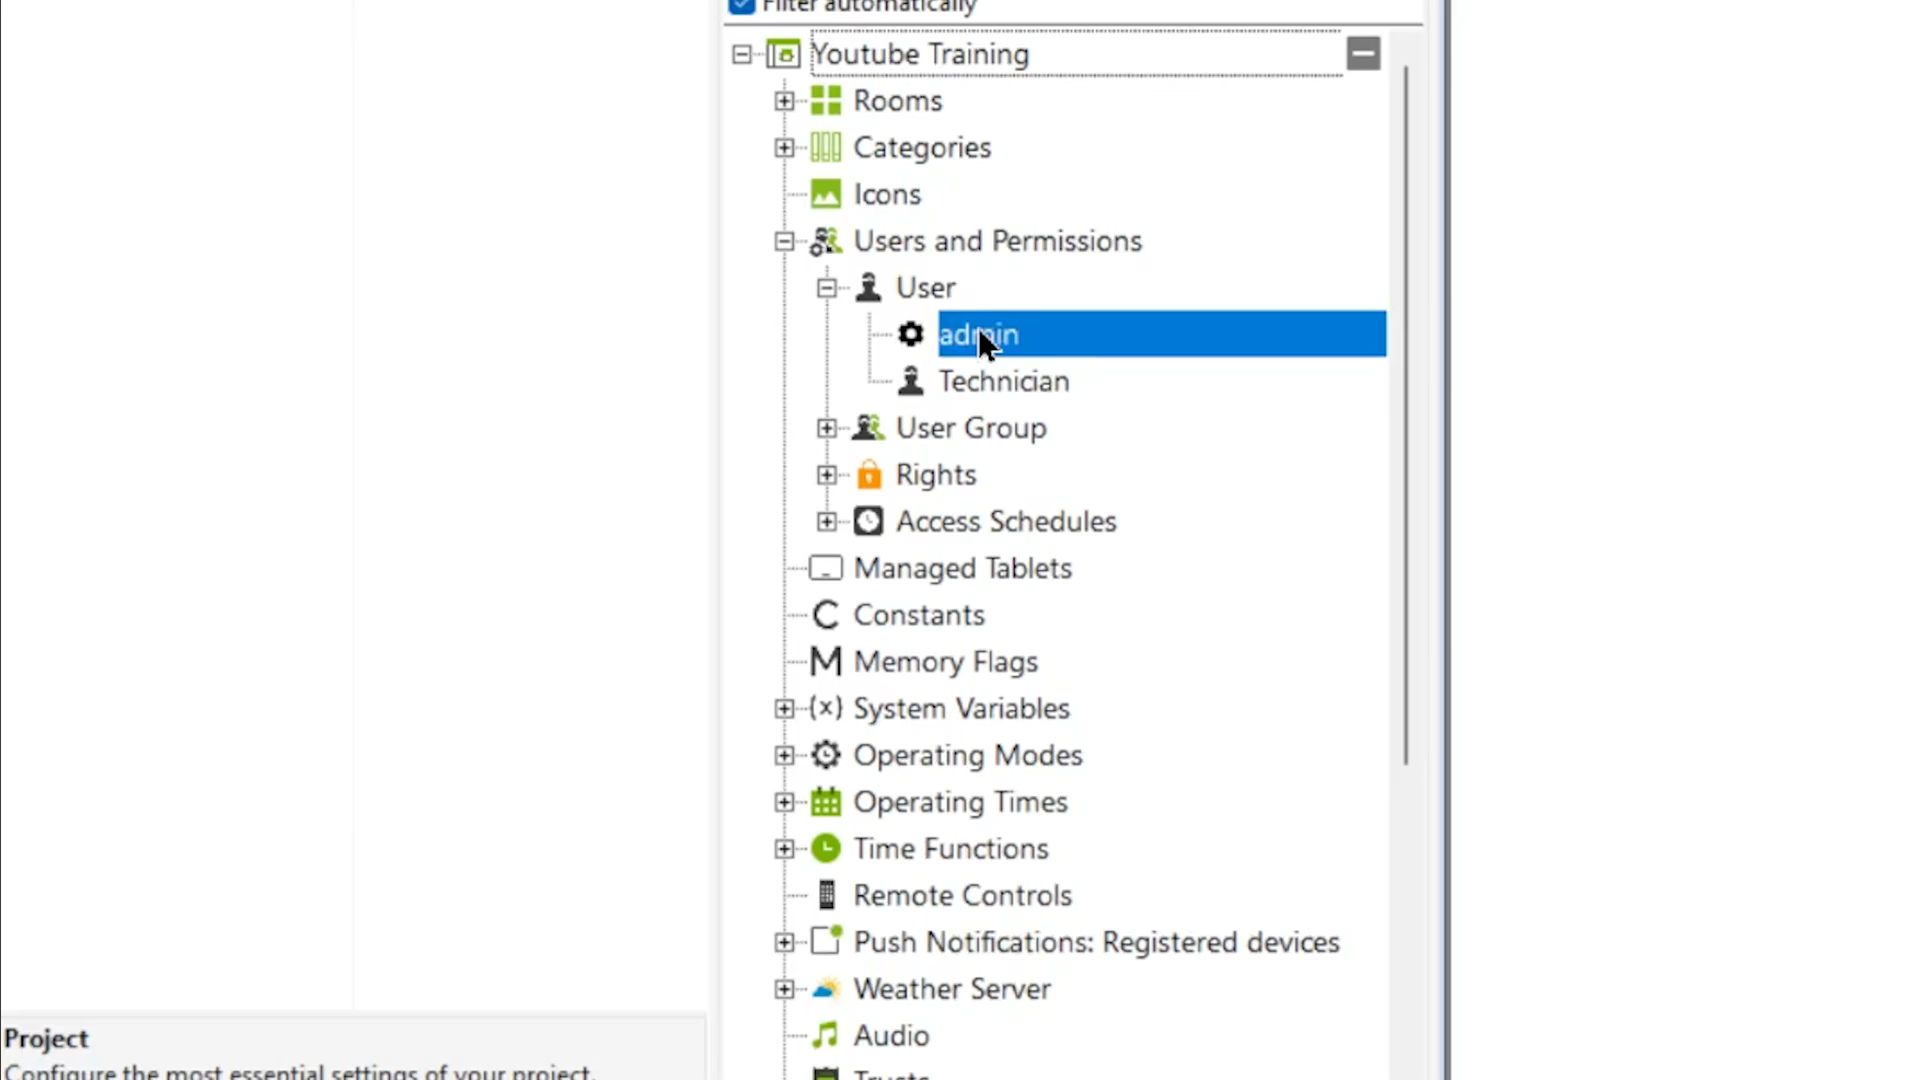 Filter automatically
Youtube Training
Rooms
Categories
Icons
Users and Permissions
User
admin
Technician
User Group
Rights
Access Schedules
Managed Tablets
Constants
Memory Flags
System Variables
Operating Modes
Operating Times
Time Functions
Remote Controls
Push Notifications: Registered devices
Weather Server
Audio
Trusts
Project
Configure the most essential settings of your project.